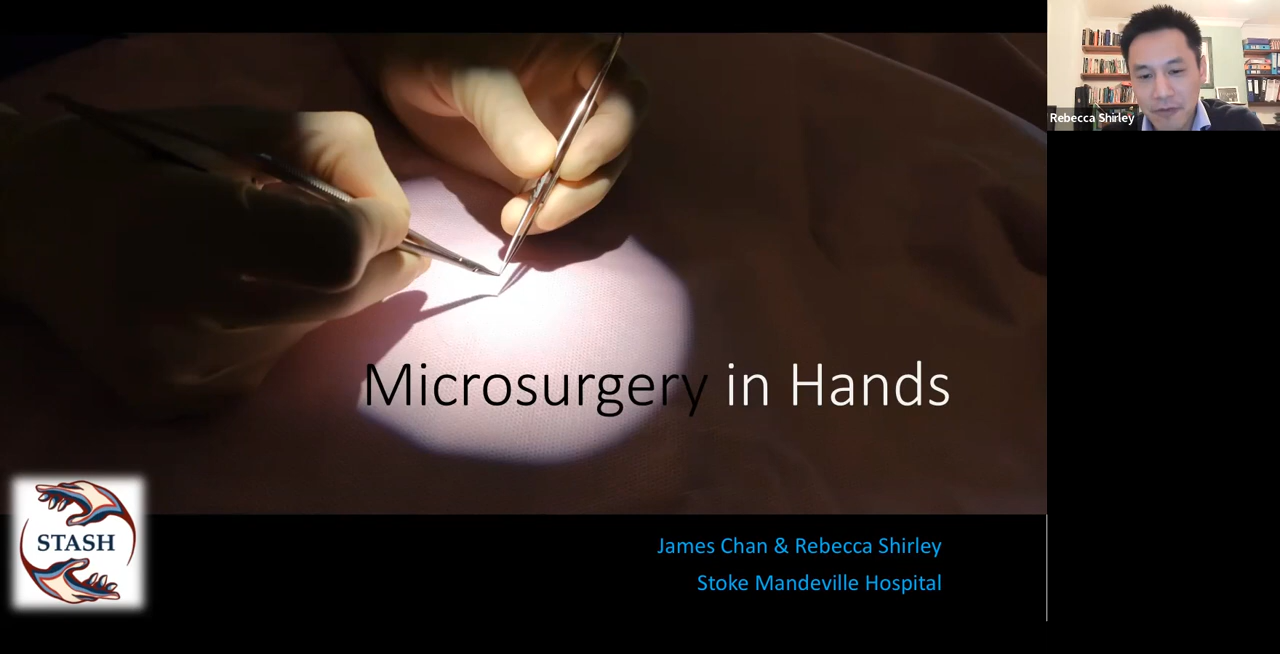 Rebecca Shirley
Microsurgery in Hands
STASH
James Chan & Rebecca Shirley
Stoke Mandeville Hospital